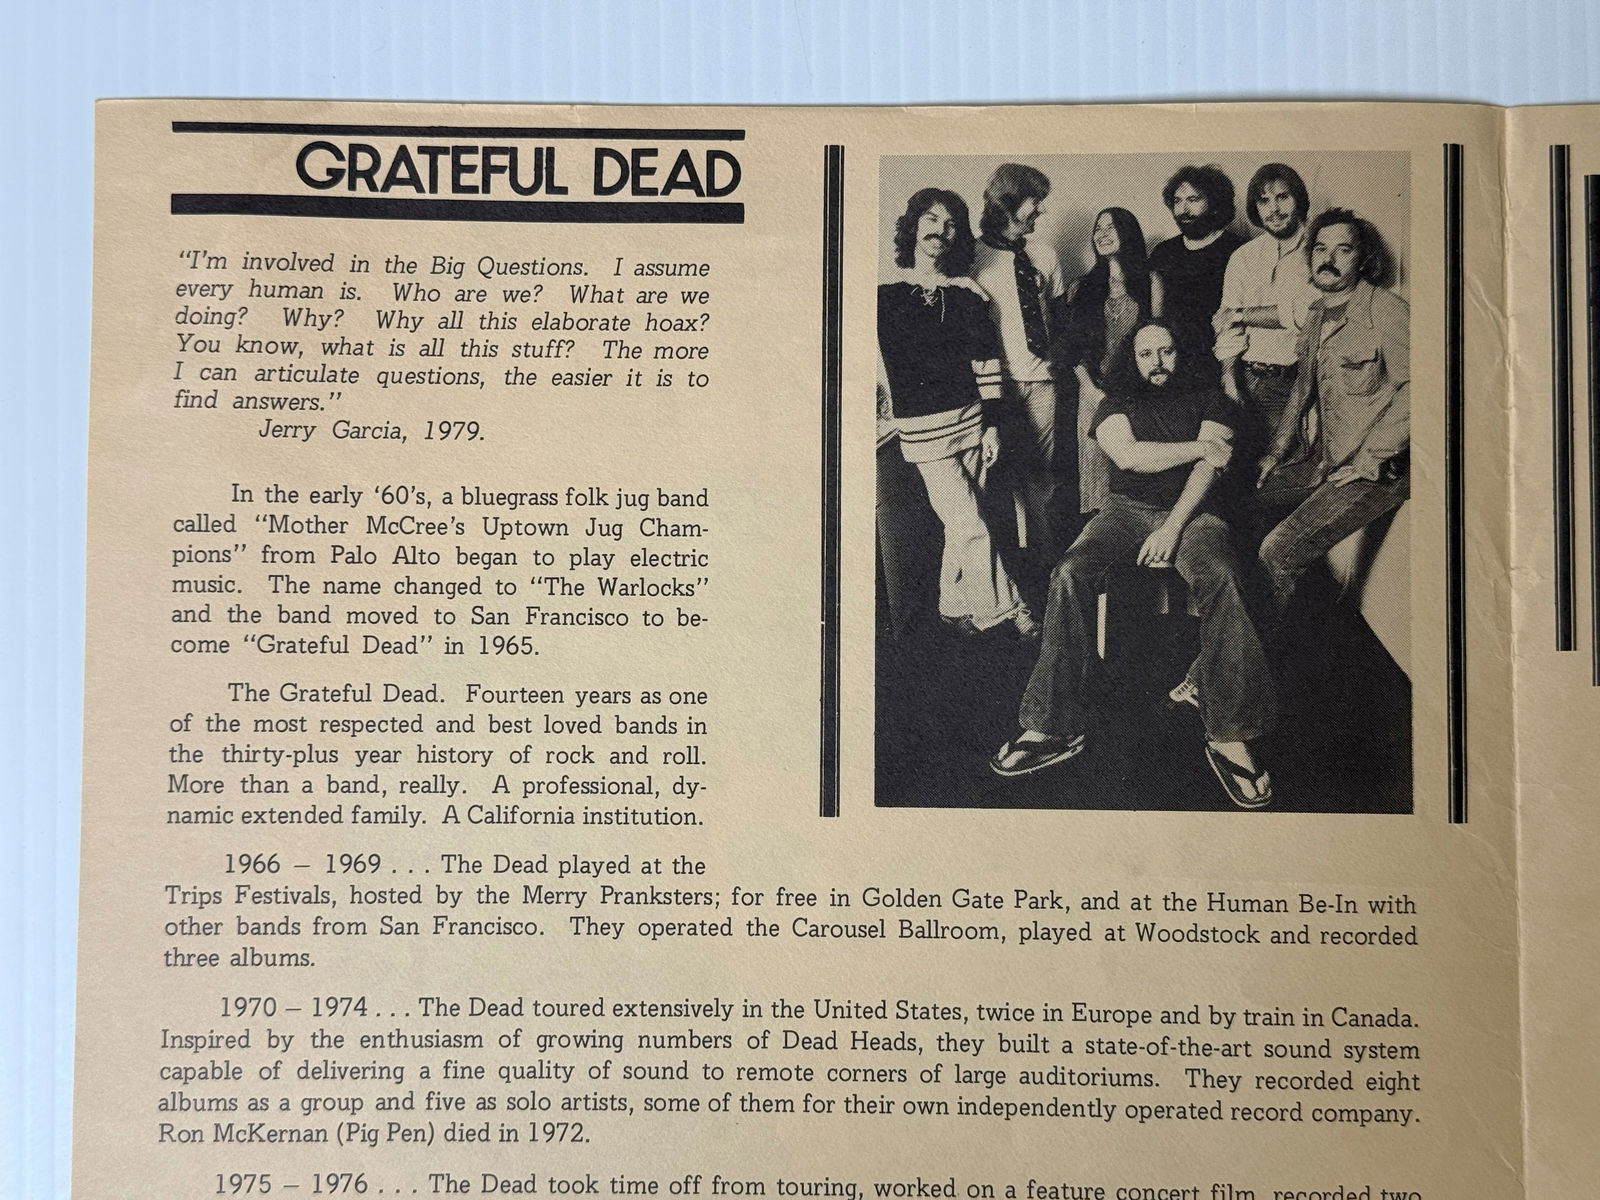 GRATEFUL DEAD
“I’m involved in the Big Questions. I assume
every human is. Who are we? What are we
doing? Why? Why all this elaborate hoax?
You know, what is all this stuff? The more
I can articulate questions, the easier it is to
find answers.”
Jerry Garcia, 1979.
In the early ‘60’s, a bluegrass folk jug band
called “Mother McCree’s Uptown Jug Cham-
pions” from Palo Alto began to play electric
music. The name changed to “The Warlocks”
and the band moved to San Francisco to be-
come “Grateful Dead” in 1965.
The Grateful Dead. Fourteen years as one
of the most respected and best loved bands in
the thirty-plus year history of rock and roll.
More than a band, really. A professional, dy-
namic extended family. A California institution.
1966 – 1969 . . . The Dead played at the
Trips Festivals, hosted by the Merry Pranksters; for free in Golden Gate Park, and at the Human Be-In with
other bands from San Francisco. They operated the Carousel Ballroom, played at Woodstock and recorded
three albums.
1970 – 1974 . . . The Dead toured extensively in the United States, twice in Europe and by train in Canada.
Inspired by the enthusiasm of growing numbers of Dead Heads, they built a state-of-the-art sound system
capable of delivering a fine quality of sound to remote corners of large auditoriums. They recorded eight
albums as a group and five as solo artists, some of them for their own independently operated record company.
Ron McKernan (Pig Pen) died in 1972.
1975 – 1976 . . . The Dead took time off from touring, worked on a feature concert film, recorded two